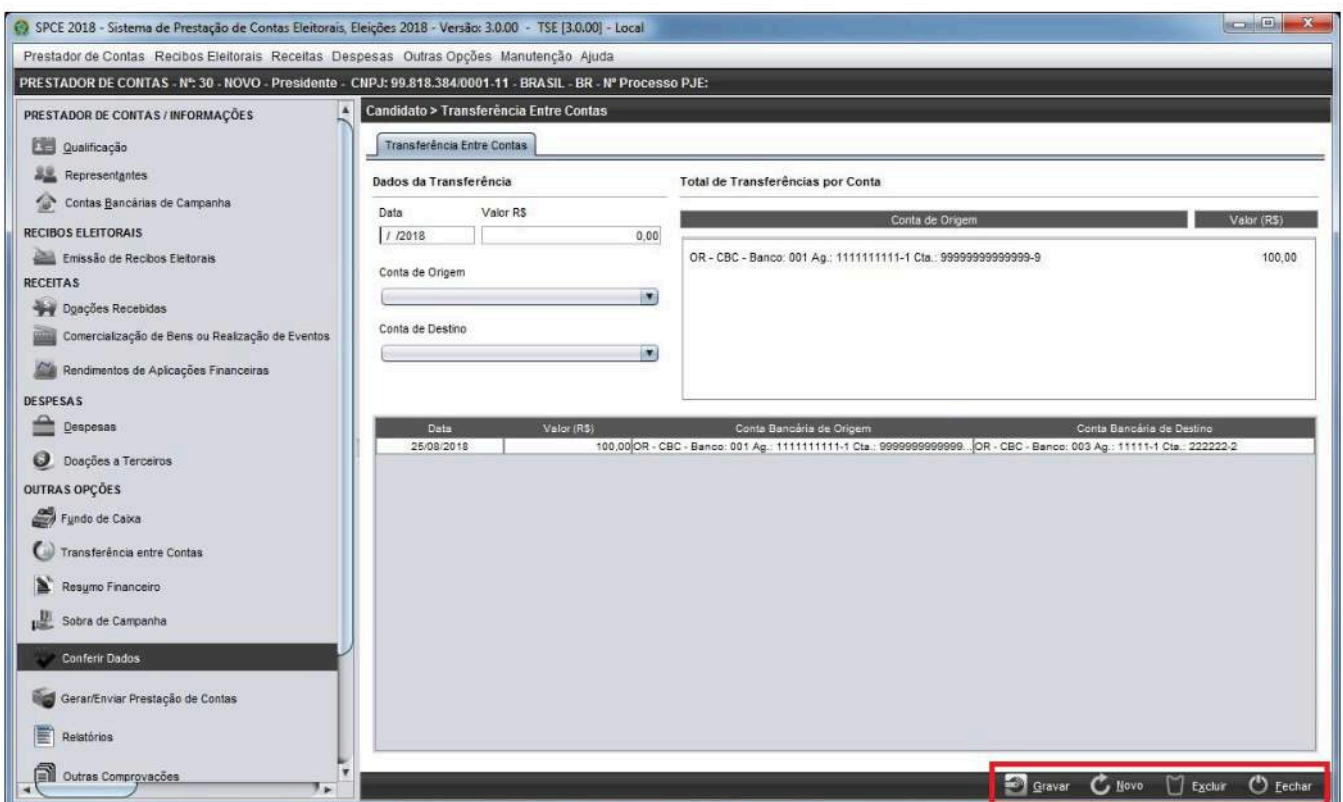 SPCE 2018 - Sistema de Prestação de Contas Eleitorais, Eleições 2018 - Versão: 3.0.00 - TSE [3.0.00] - Local
Prestador de Contas Recibos Eleitorais Receitas Despesas Outras Opções Manutenção Ajuda
PRESTADOR DE CONTAS - Nº: 30 - NOVO - Presidente - CNPJ: 99.818.384/0001-11 - BRASIL - BR - Nº Processo PJE:
PRESTADOR DE CONTAS / INFORMAÇÕES
Qualificação
Representantes
Contas Bancárias de Campanha
RECIBOS ELEITORAIS
Emissão de Recibos Eleitorais
RECEITAS
Doações Recebidas
Comercialização de Bens ou Realização de Eventos
Rendimentos de Aplicações Financeiras
DESPESAS
Despesas
Doações a Terceiros
OUTRAS OPÇÕES
Fundo de Caixa
Transferência entre Contas
Resumo Financeiro
Sobra de Campanha
Conferir Dados
Gerar/Enviar Prestação de Contas
Relatórios
Outras Comprovações
Candidato > Transferência Entre Contas
Transferência Entre Contas
Dados da Transferência
Data Valor R$
/ /2018 0,00
Conta de Origem
Conta de Destino
Total de Transferências por Conta
Conta de Origem Valor (R$)
OR - CBC - Banco: 001 Ag.: 1111111111-1 Cta.: 99999999999999-9 100,00
Data Valor (R$) Conta Bancária de Origem Conta Bancária de Destino
25/08/2018 100,00 OR - CBC - Banco: 001 Ag.: 1111111111-1 Cta.: 9999999999999... OR - CBC - Banco: 003 Ag.: 11111-1 Cta.: 222222-2
Gravar Novo Excluir Fechar